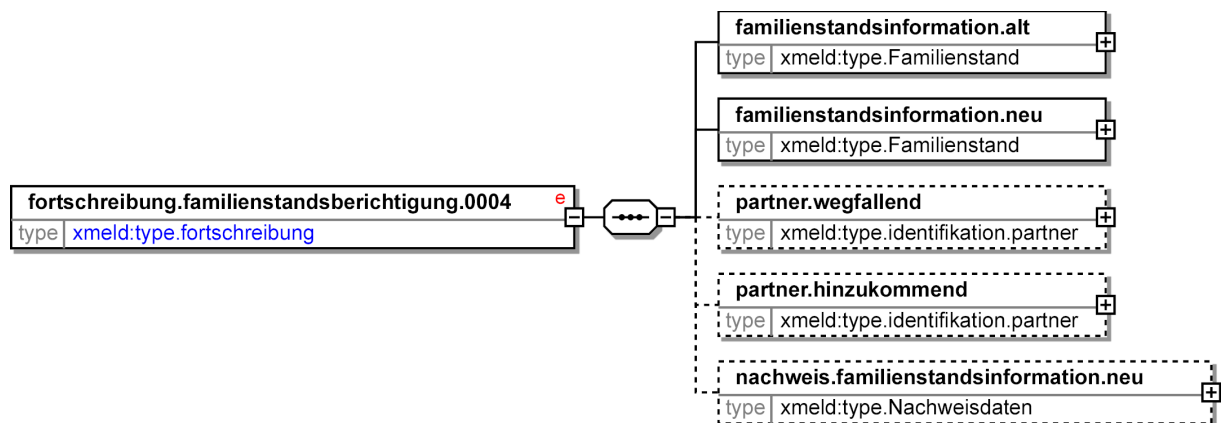 familienstandsinformation.alt
type xmeld:type.Familienstand
familienstandsinformation.neu
type xmeld:type.Familienstand
fortschreibung.familienstandsberichtigung.0004 e
type xmeld:type.fortschreibung
partner.wegfallend
type xmeld:type.identifikation.partner
partner.hinzukommend
type xmeld:type.identifikation.partner
nachweis.familienstandsinformation.neu
type xmeld:type.Nachweisdaten